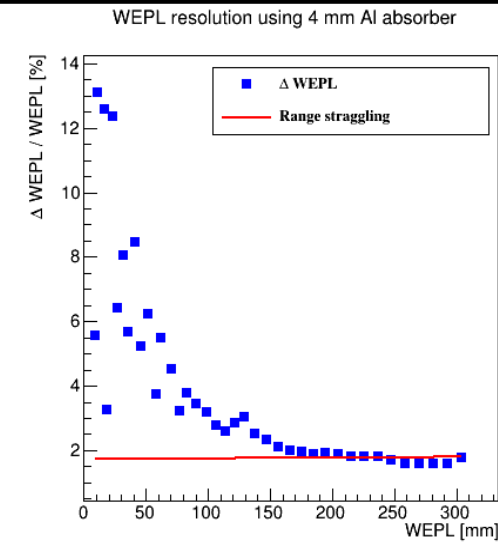 WEPL resolution using 4 mm Al absorber
Δ WEPL / WEPL [%]
14
12
10
8
6
4
2
Δ WEPL
Range straggling
0 50 100 150 200 250 300
WEPL [mm]